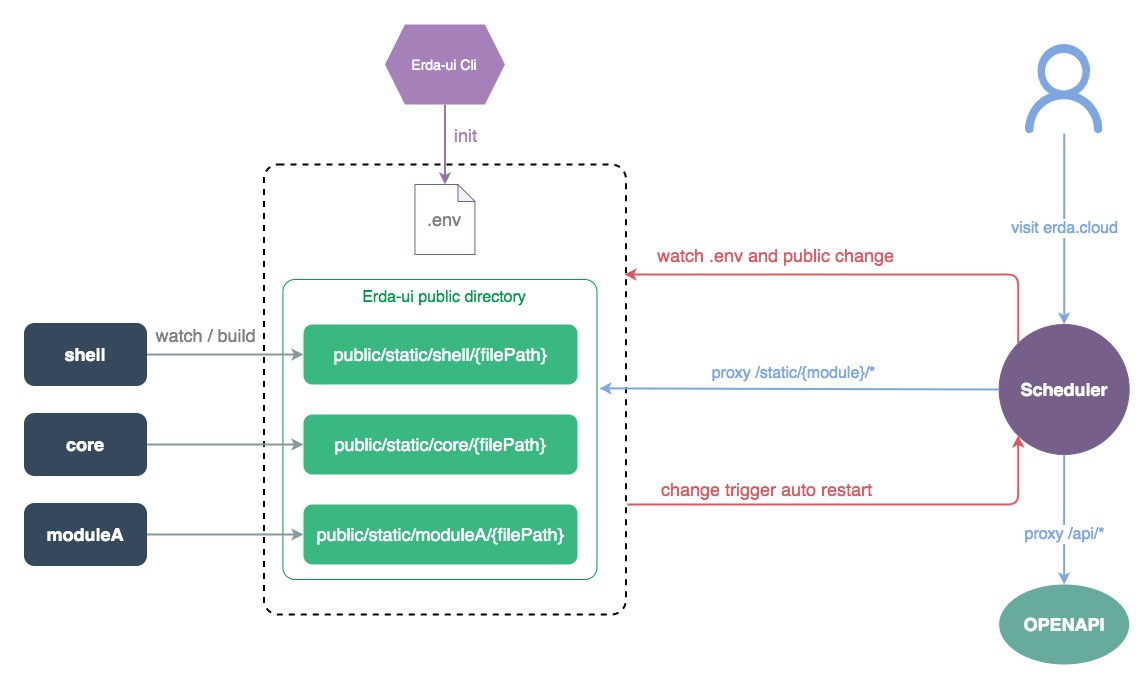 Erda-ui Cli
init
.env
visit erda.cloud
watch .env and public change
Erda-ui public directory
watch / build
shell
public/static/shell/{filePath}
proxy /static/{module}/*
Scheduler
core
public/static/core/{filePath}
change trigger auto restart
moduleA
public/static/moduleA/{filePath}
proxy /api/*
OPENAPI